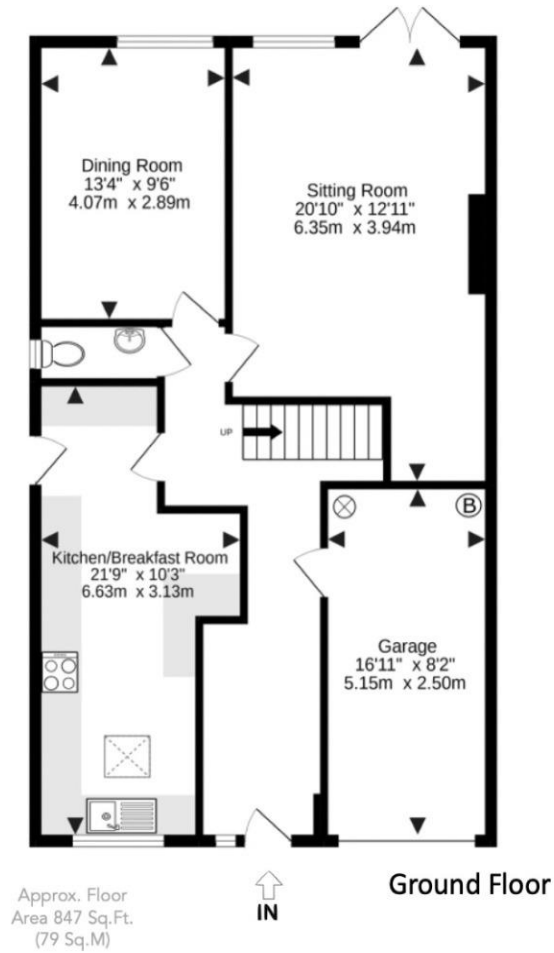 Dining Room
13'4" x 9'6"
4.07m x 2.89m
Sitting Room
20'10" x 12'11"
6.35m x 3.94m
UP
B
Kitchen/Breakfast Room
21'9" x 10'3"
6.63m x 3.13m
Garage
16'11" x 8'2"
5.15m x 2.50m
Ground Floor
IN
Approx. Floor
Area 847 Sq.Ft.
(79 Sq.M)